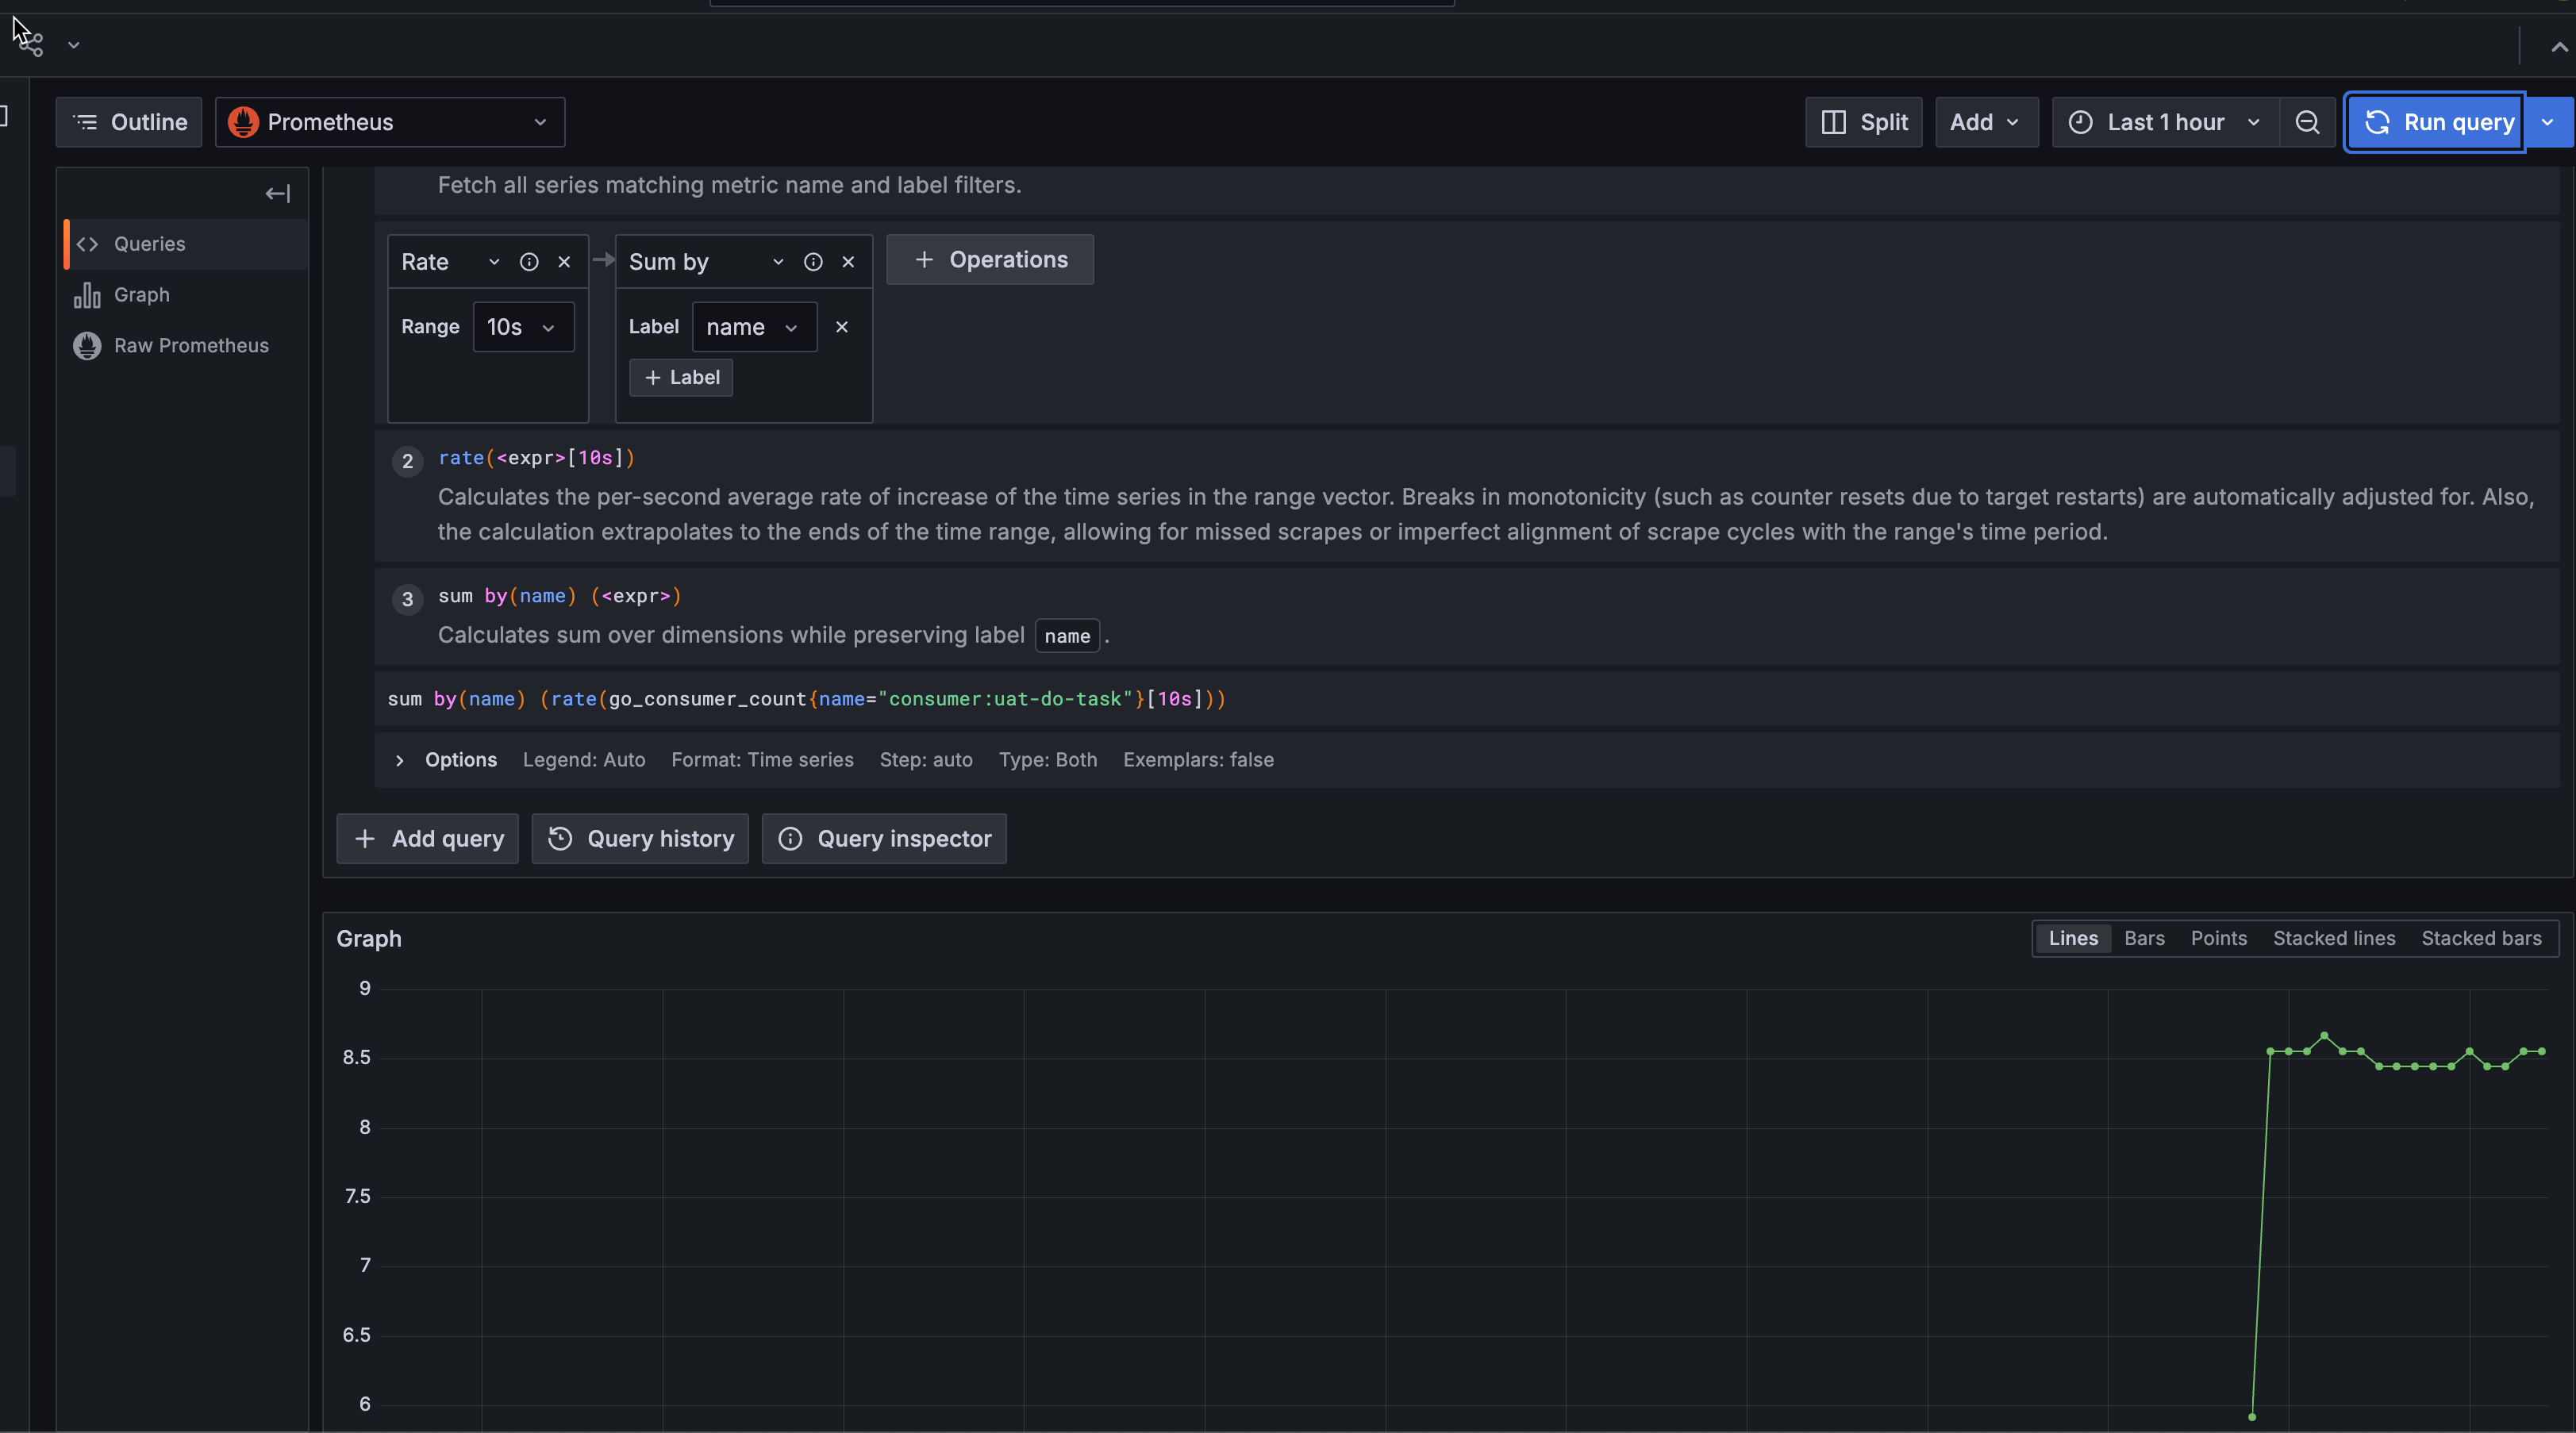 Outline
Prometheus
Split
Add
Last 1 hour
Run query
Queries
Graph
Raw Prometheus
Fetch all series matching metric name and label filters.
Rate
Sum by
+ Operations
Range 10s
Label name
+ Label
2 rate(<expr>[10s])
Calculates the per-second average rate of increase of the time series in the range vector. Breaks in monotonicity (such as counter resets due to target restarts) are automatically adjusted for. Also,
the calculation extrapolates to the ends of the time range, allowing for missed scrapes or imperfect alignment of scrape cycles with the range's time period.
3 sum by(name) (<expr>)
Calculates sum over dimensions while preserving label name .
sum by(name) (rate(go_consumer_count{name="consumer:uat-do-task"}[10s]))
Options Legend: Auto Format: Time series Step: auto Type: Both Exemplars: false
+ Add query
Query history
Query inspector
Graph
Lines Bars Points Stacked lines Stacked bars
9
8.5
8
7.5
7
6.5
6